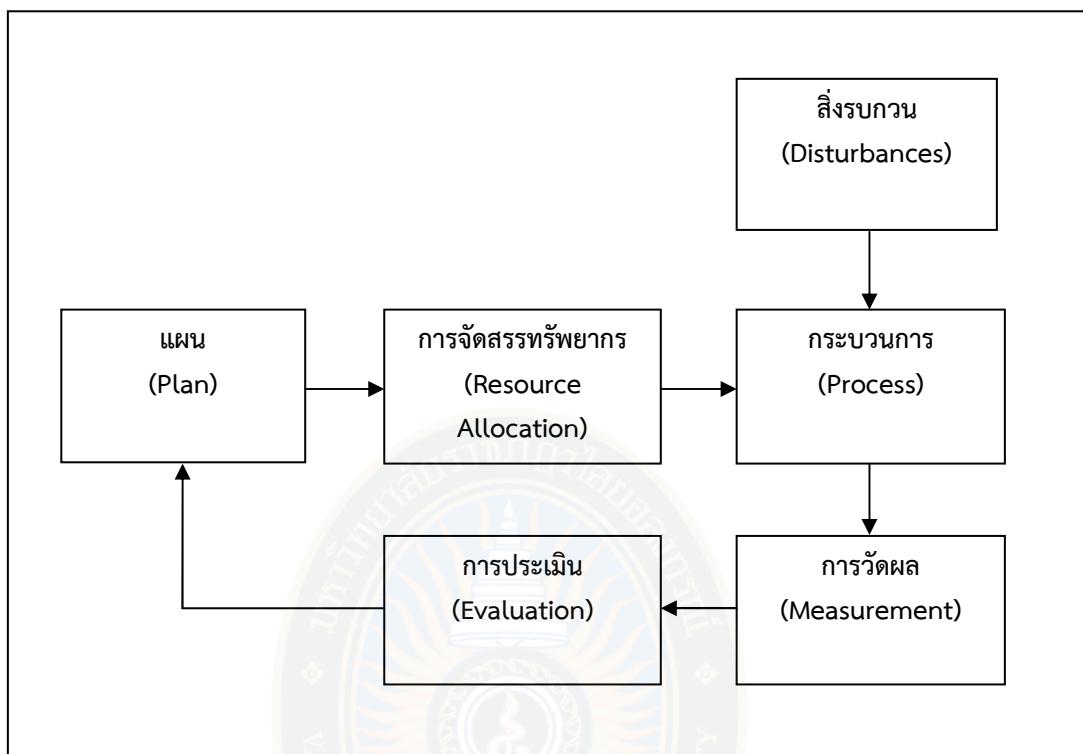 สิ่งรบกวน
(Disturbances)
แผน
(Plan)
การจัดสรรทรัพยากร
(Resource
Allocation)
กระบวนการ
(Process)
การประเมิน
(Evaluation)
การวัดผล
(Measurement)